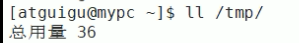 [atguigu@mypc ~]$ ll /tmp/
总用量 36